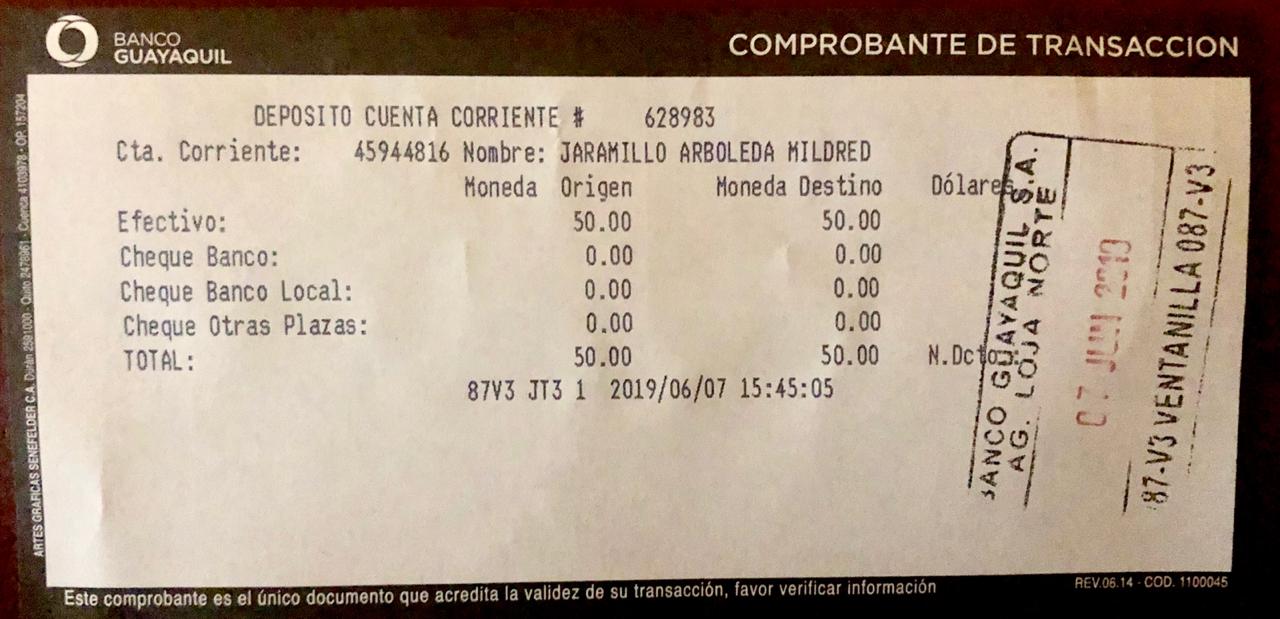 BANCO
GUAYAQUIL
COMPROBANTE DE TRANSACCION
DEPOSITO CUENTA CORRIENTE # 628983
Cta. Corriente: 45944816 Nombre: JARAMILLO ARBOLEDA MILDRED
Moneda Origen Moneda Destino Dólares
Efectivo: 50.00 50.00
Cheque Banco: 0.00 0.00
Cheque Banco Local: 0.00 0.00
Cheque Otras Plazas: 0.00 0.00
TOTAL: 50.00 50.00 N.Dcto.:
87V3 JT3 1 2019/06/07 15:45:05
BANCO GUAYAQUIL S.A.
AG. LOJA NORTE
07 JUN 2019
87-V3 VENTANILLA 087-V3
ARTES GRAFICAS SENEFELDER C.A. Durán 2591000 - Quito 2478961 - Cuenca 4103978 - OP. 157204
Este comprobante es el único documento que acredita la validez de su transacción, favor verificar información
REV.06.14 - COD. 1100045